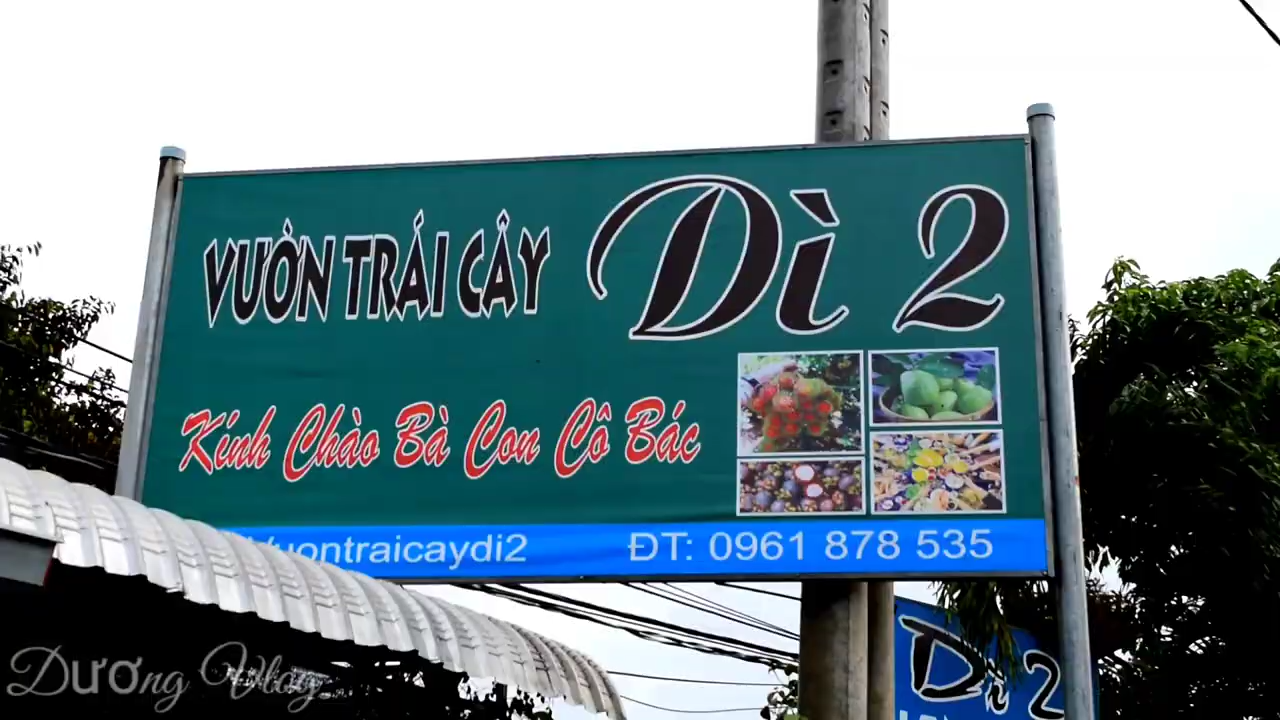 VƯỜN TRÁI CÂY Dì 2
Kính Chào Bà Con Cô Bác
Vuontraicaydi2 ĐT: 0961 878 535
Dì 2
Dương Vlog